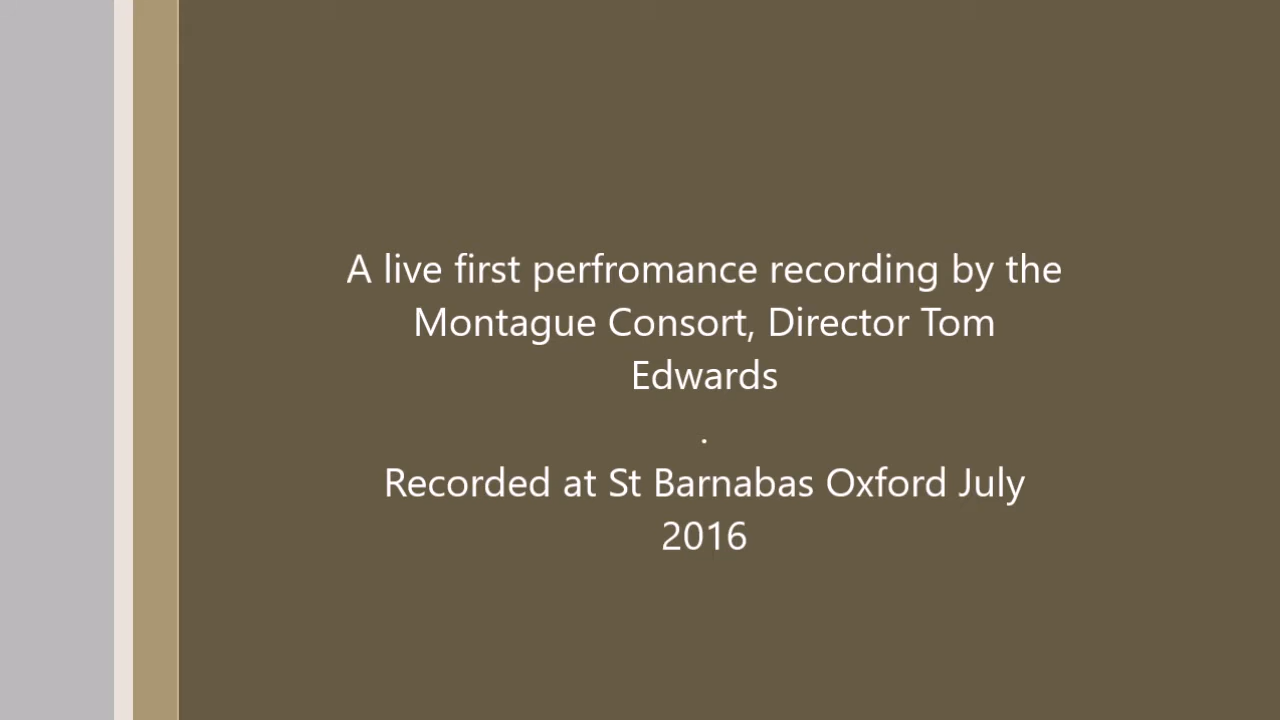 A live first perfromance recording by the
Montague Consort, Director Tom
Edwards
.
Recorded at St Barnabas Oxford July
2016